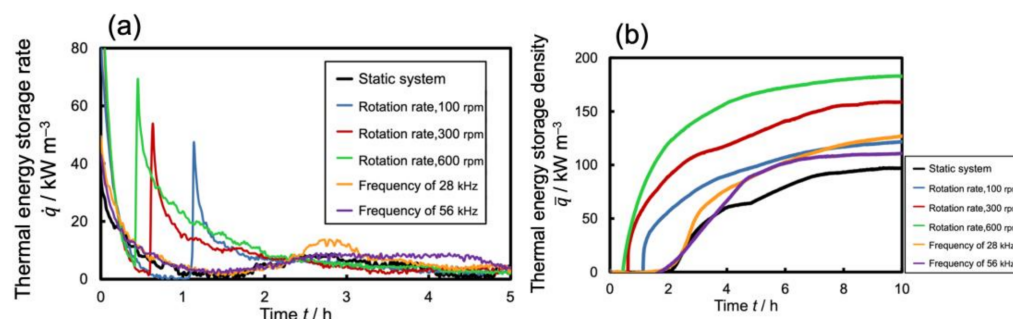 (a)
Thermal energy storage rate
q̇ / kW m⁻³
80
60
40
20
0
0
1
2
3
4
5
Time t / h
Static system
Rotation rate,100 rpm
Rotation rate,300 rpm
Rotation rate,600 rpm
Frequency of 28 kHz
Frequency of 56 kHz
(b)
Thermal energy storage density
q̅ / kW m⁻³
200
150
100
50
0
0
2
4
6
8
10
Time t / h
Static system
Rotation rate,100 rp
Rotation rate,300 rpm
Rotation rate,600 rp
Frequency of 28 kHz
Frequency of 56 kHz